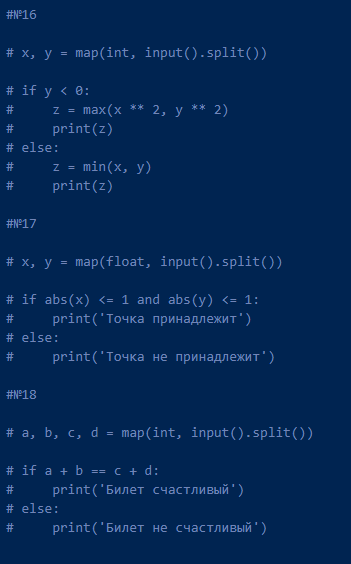 #№16
# x, y = map(int, input().split())
# if y < 0:
#     z = max(x ** 2, y ** 2)
#     print(z)
# else:
#     z = min(x, y)
#     print(z)
#№17
# x, y = map(float, input().split())
# if abs(x) <= 1 and abs(y) <= 1:
#     print('Точка принадлежит')
# else:
#     print('Точка не принадлежит')
#№18
# a, b, c, d = map(int, input().split())
# if a + b == c + d:
#     print('Билет счастливый')
# else:
#     print('Билет не счастливый')